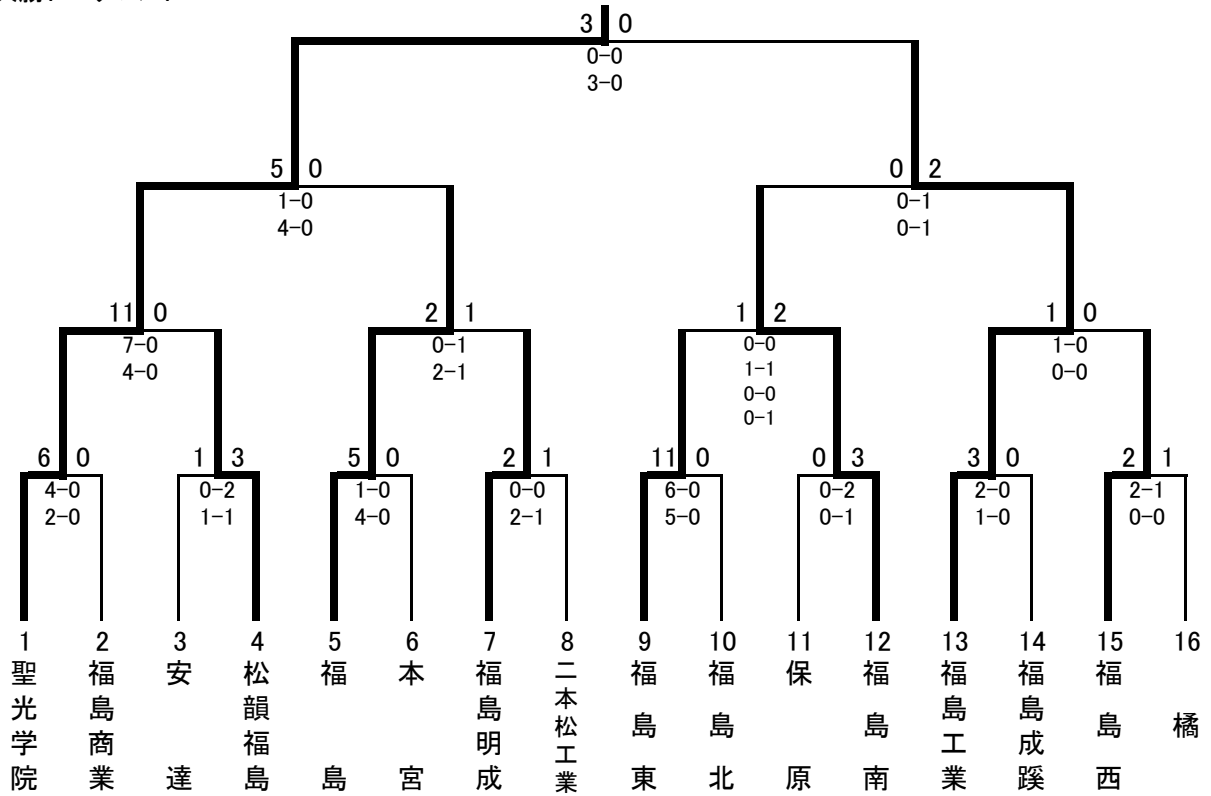 3 0
0-0
3-0
5 0
1-0
4-0
0 2
0-1
0-1
11 0
7-0
4-0
2 1
0-1
2-1
1 2
0-0
1-1
0-0
0-1
1 0
1-0
0-0
6 0
4-0
2-0
1 3
0-2
1-1
5 0
1-0
4-0
2 1
0-0
2-1
11 0
6-0
5-0
0 3
0-2
0-1
3 0
2-0
1-0
2 1
2-1
0-0
1 聖光学院
2 福島商業
3 安達
4 松韻福島
5 福島
6 本宮
7 福島明成
8 二本松工業
9 福島東
10 福島北
11 保原
12 福島南
13 福島工業
14 福島成蹊
15 福島西
16 橘